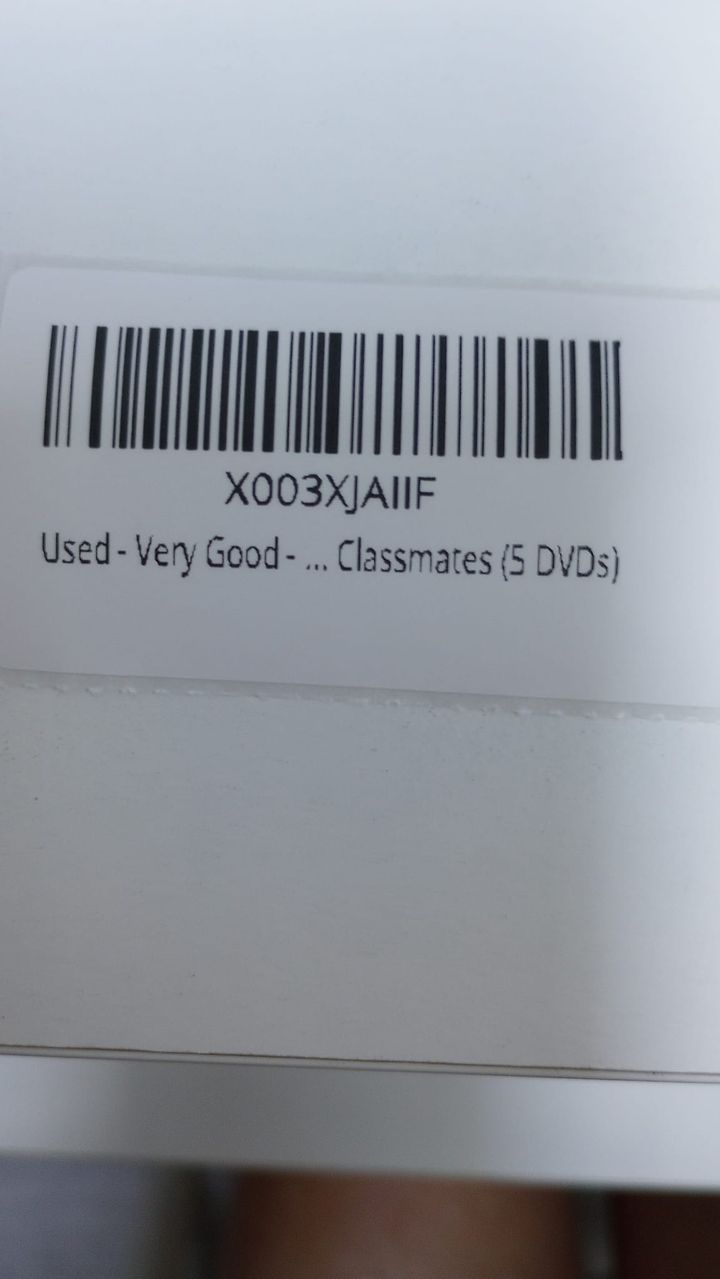 X003XJAIIF
Used - Very Good - ... Classmates (5 DVDs)